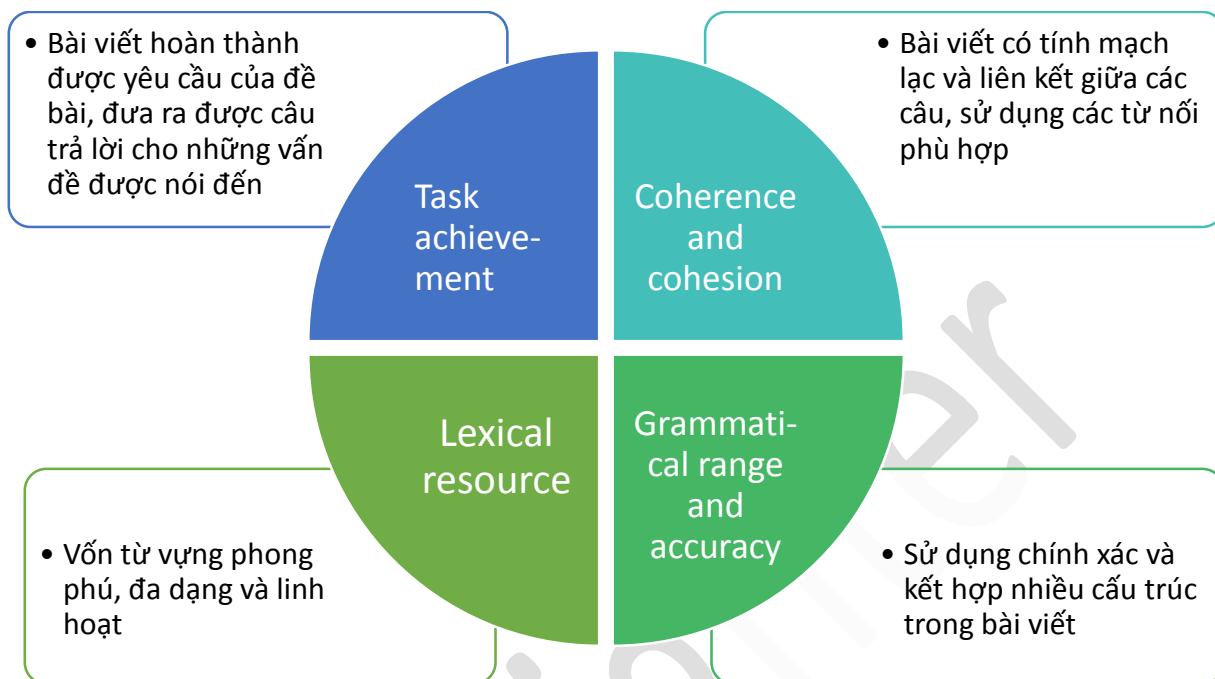 • Bài viết hoàn thành
được yêu cầu của đề
bài, đưa ra được câu
trả lời cho những vấn
đề được nói đến
• Bài viết có tính mạch
lạc và liên kết giữa các
câu, sử dụng các từ nối
phù hợp
Task
achieve-
ment
Coherence
and
cohesion
Lexical
resource
Grammati-
cal range
and
accuracy
• Vốn từ vựng phong
phú, đa dạng và linh
hoạt
• Sử dụng chính xác và
kết hợp nhiều cấu trúc
trong bài viết